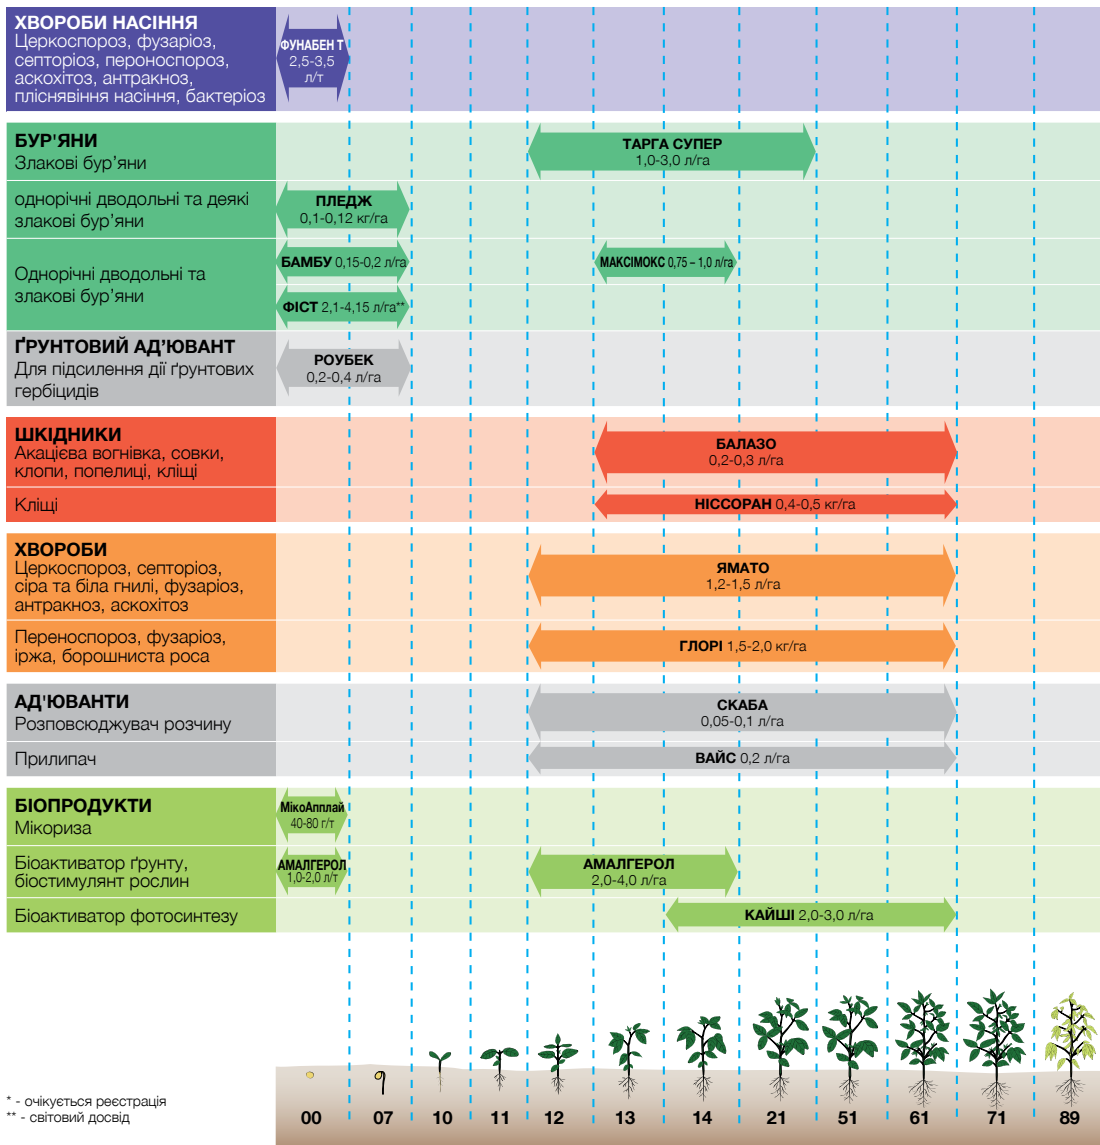 ХВОРОБИ НАСІННЯ
Церкоспороз, фузаріоз,
септоріоз, пероноспороз,
аскохітоз, антракноз,
пліснявіння насіння, бактеріоз
ФУНАБЕН Т
2,5-3,5
л/т
БУР'ЯНИ
Злакові бур’яни
ТАРГА СУПЕР
1,0-3,0 л/га
однорічні дводольні та деякі
злакові бур’яни
ПЛЕДЖ
0,1-0,12 кг/га
Однорічні дводольні та
злакові бур’яни
БАМБУ 0,15-0,2 л/га
МАКСІМОКС 0,75 – 1,0 л/га
ФІСТ 2,1-4,15 л/га**
ҐРУНТОВИЙ АД’ЮВАНТ
Для підсилення дії ґрунтових
гербіцидів
РОУБЕК
0,2-0,4 л/га
ШКІДНИКИ
Акацієва вогнівка, совки,
клопи, попелиці, кліщі
БАЛАЗО
0,2-0,3 л/га
Кліщі
НІССОРАН 0,4-0,5 кг/га
ХВОРОБИ
Церкоспороз, септоріоз,
сіра та біла гнилі, фузаріоз,
антракноз, аскохітоз
ЯМАТО
1,2-1,5 л/га
Переноспороз, фузаріоз,
іржа, борошниста роса
ГЛОРІ 1,5-2,0 кг/га
АД'ЮВАНТИ
Розповсюджувач розчину
СКАБА
0,05-0,1 л/га
Прилипач
ВАЙС 0,2 л/га
БІОПРОДУКТИ
Мікориза
МікоАпплай
40-80 г/т
Біоактиватор ґрунту,
біостимулянт рослин
АМАЛГЕРОЛ
1,0-2,0 л/т
АМАЛГЕРОЛ
2,0-4,0 л/га
Біоактиватор фотосинтезу
КАЙШІ 2,0-3,0 л/га
* - очікується реєстрація
** - світовий досвід
00 07 10 11 12 13 14 21 51 61 71 89